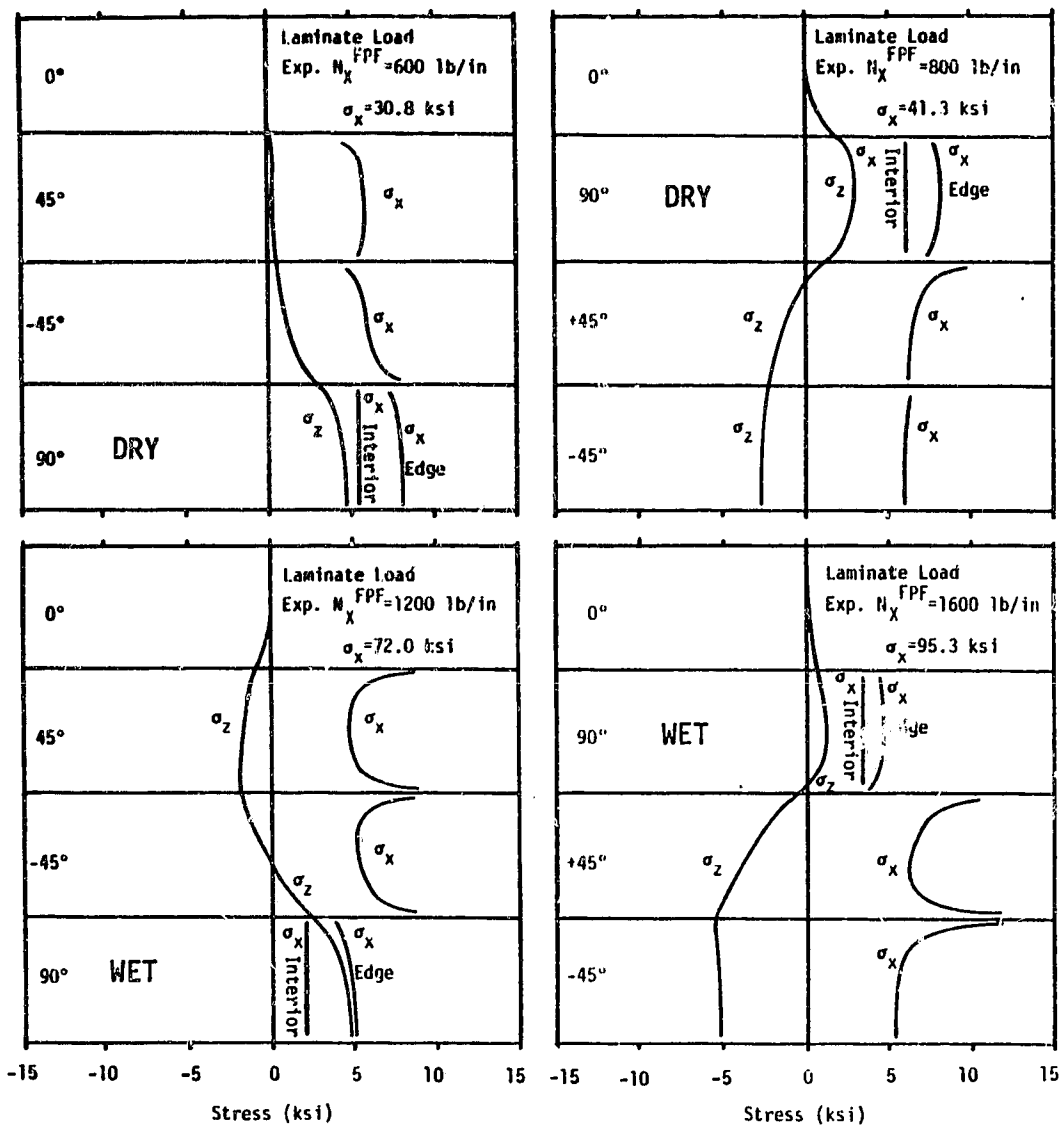 Laminate Load
Exp. N_X^FPF=600 lb/in
σ_x=30.8 ksi
0°
45°
σ_x
-45°
σ_x
90°
DRY
σ_z
σ_x
Interior
σ_x
Edge
Laminate Load
Exp. N_X^FPF=800 lb/in
σ_x=41.3 ksi
0°
90°
DRY
σ_z
σ_x
Interior
σ_x
Edge
+45°
σ_z
σ_x
-45°
σ_z
σ_x
Laminate Load
Exp. N_X^FPF=1200 lb/in
σ_x=72.0 ksi
0°
45°
σ_z
σ_x
-45°
σ_x
σ_z
90°
WET
σ_x
Interior
σ_x
Edge
-15
-10
-5
0
5
10
15
Stress (ksi)
Laminate Load
Exp. N_X^FPF=1600 lb/in
σ_x=95.3 ksi
0°
90°
WET
σ_x
Interior
σ_x
σ_z
+45°
σ_z
σ_x
-45°
σ_x
-15
-10
-5
0
5
10
15
Stress (ksi)